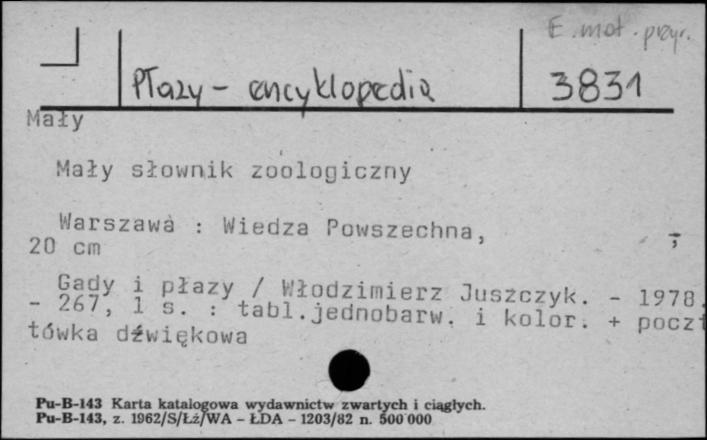 E. mat. przyr.
Płazy - encyklopedia
3831
Mały
Mały słownik zoologiczny
Warszawa : Wiedza Powszechna, ;
20 cm
Gady i płazy / Włodzimierz Juszczyk. - 1978.
- 267, 1 s. : tabl.jednobarw. i kolor. + poczt
tówka dźwiękowa
Pu-B-143 Karta katalogowa wydawnictw zwartych i ciągłych.
Pu-B-143, z. 1962/S/Łż/WA - ŁDA - 1203/82 n. 500 000